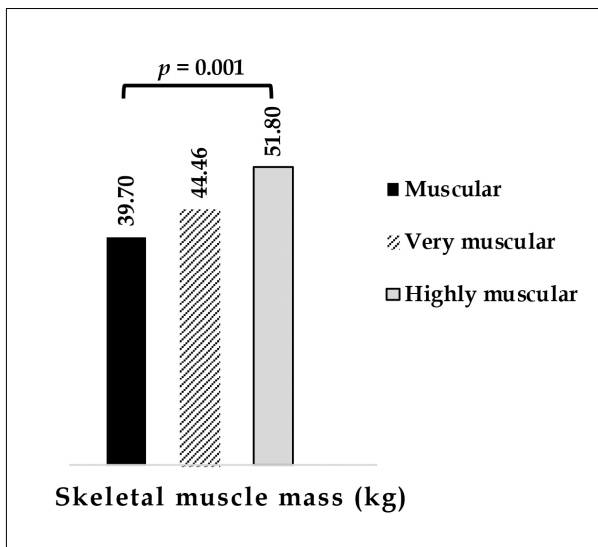 p = 0.001
39.70
44.46
51.80
Muscular
Very muscular
Highly muscular
Skeletal muscle mass (kg)